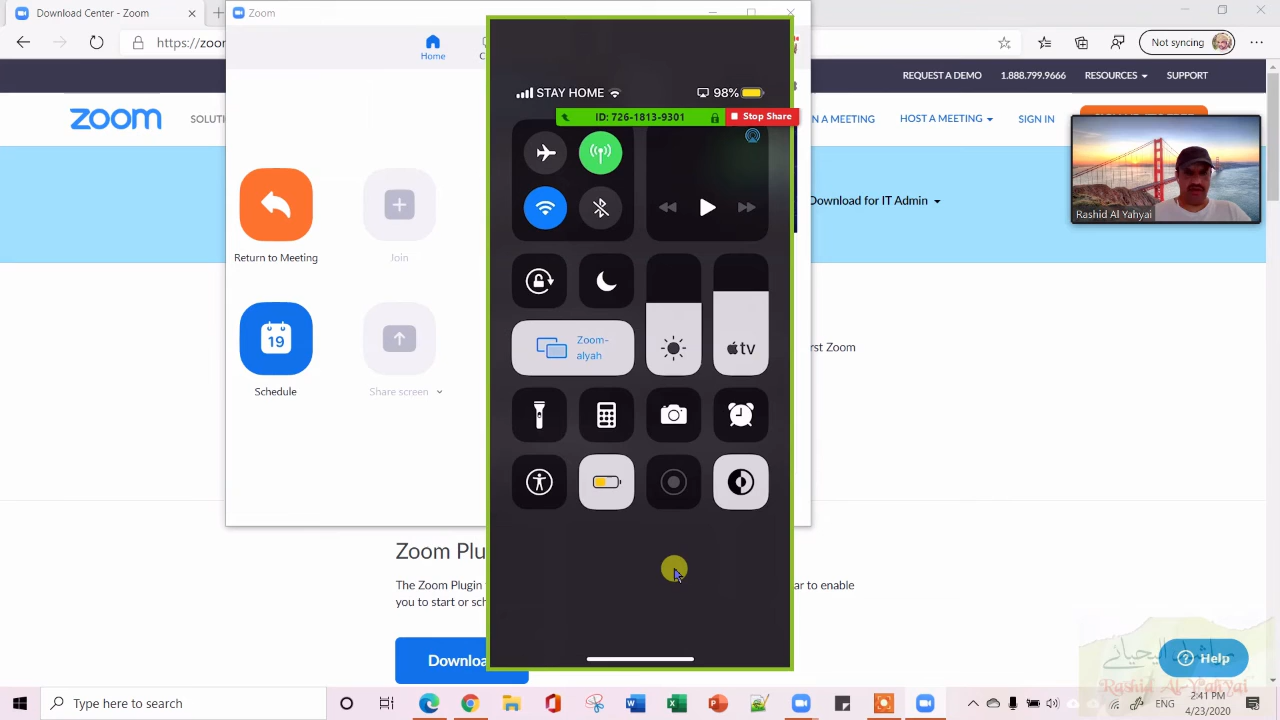 Download Center - Zoom
Zoom
https://zoo
Not syncing
Home
C
REQUEST A DEMO 1.888.799.9666 RESOURCES SUPPORT
zoom
SOLUTI
N A MEETING HOST A MEETING SIGN IN
STAY HOME 98%
ID: 726-1813-9301 Stop Share
Download for IT Admin
Rashid Al Yahyai
Return to Meeting Join
19
Schedule Share screen
Zoom-
alyah
tv
rst Zoom
Zoom Plu
The Zoom Plugin
ar to enable
you to start or sch
Downloa
Help
Rashid Al-Yahyai
Type here to search
2:41 PM
4/23/2020